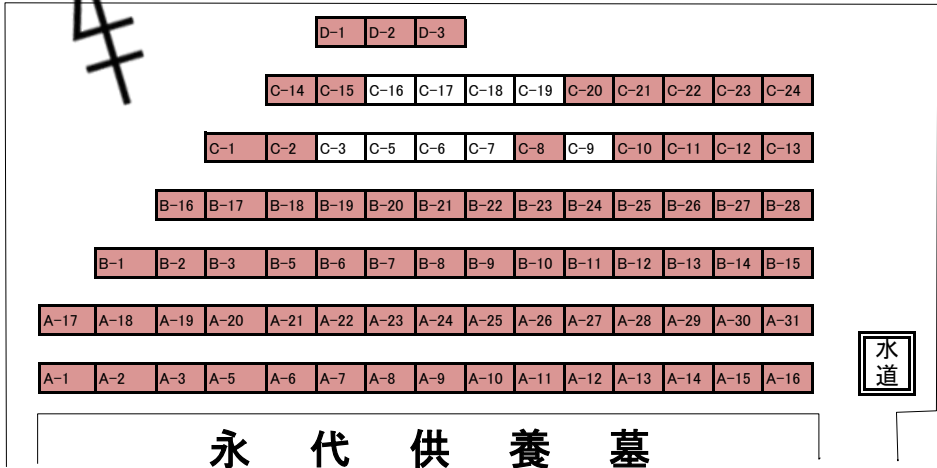 D-1 D-2 D-3
C-14 C-15 C-16 C-17 C-18 C-19 C-20 C-21 C-22 C-23 C-24
C-1 C-2 C-3 C-5 C-6 C-7 C-8 C-9 C-10 C-11 C-12 C-13
B-16 B-17 B-18 B-19 B-20 B-21 B-22 B-23 B-24 B-25 B-26 B-27 B-28
B-1 B-2 B-3 B-5 B-6 B-7 B-8 B-9 B-10 B-11 B-12 B-13 B-14 B-15
A-17 A-18 A-19 A-20 A-21 A-22 A-23 A-24 A-25 A-26 A-27 A-28 A-29 A-30 A-31
水道
A-1 A-2 A-3 A-5 A-6 A-7 A-8 A-9 A-10 A-11 A-12 A-13 A-14 A-15 A-16
永代供養墓